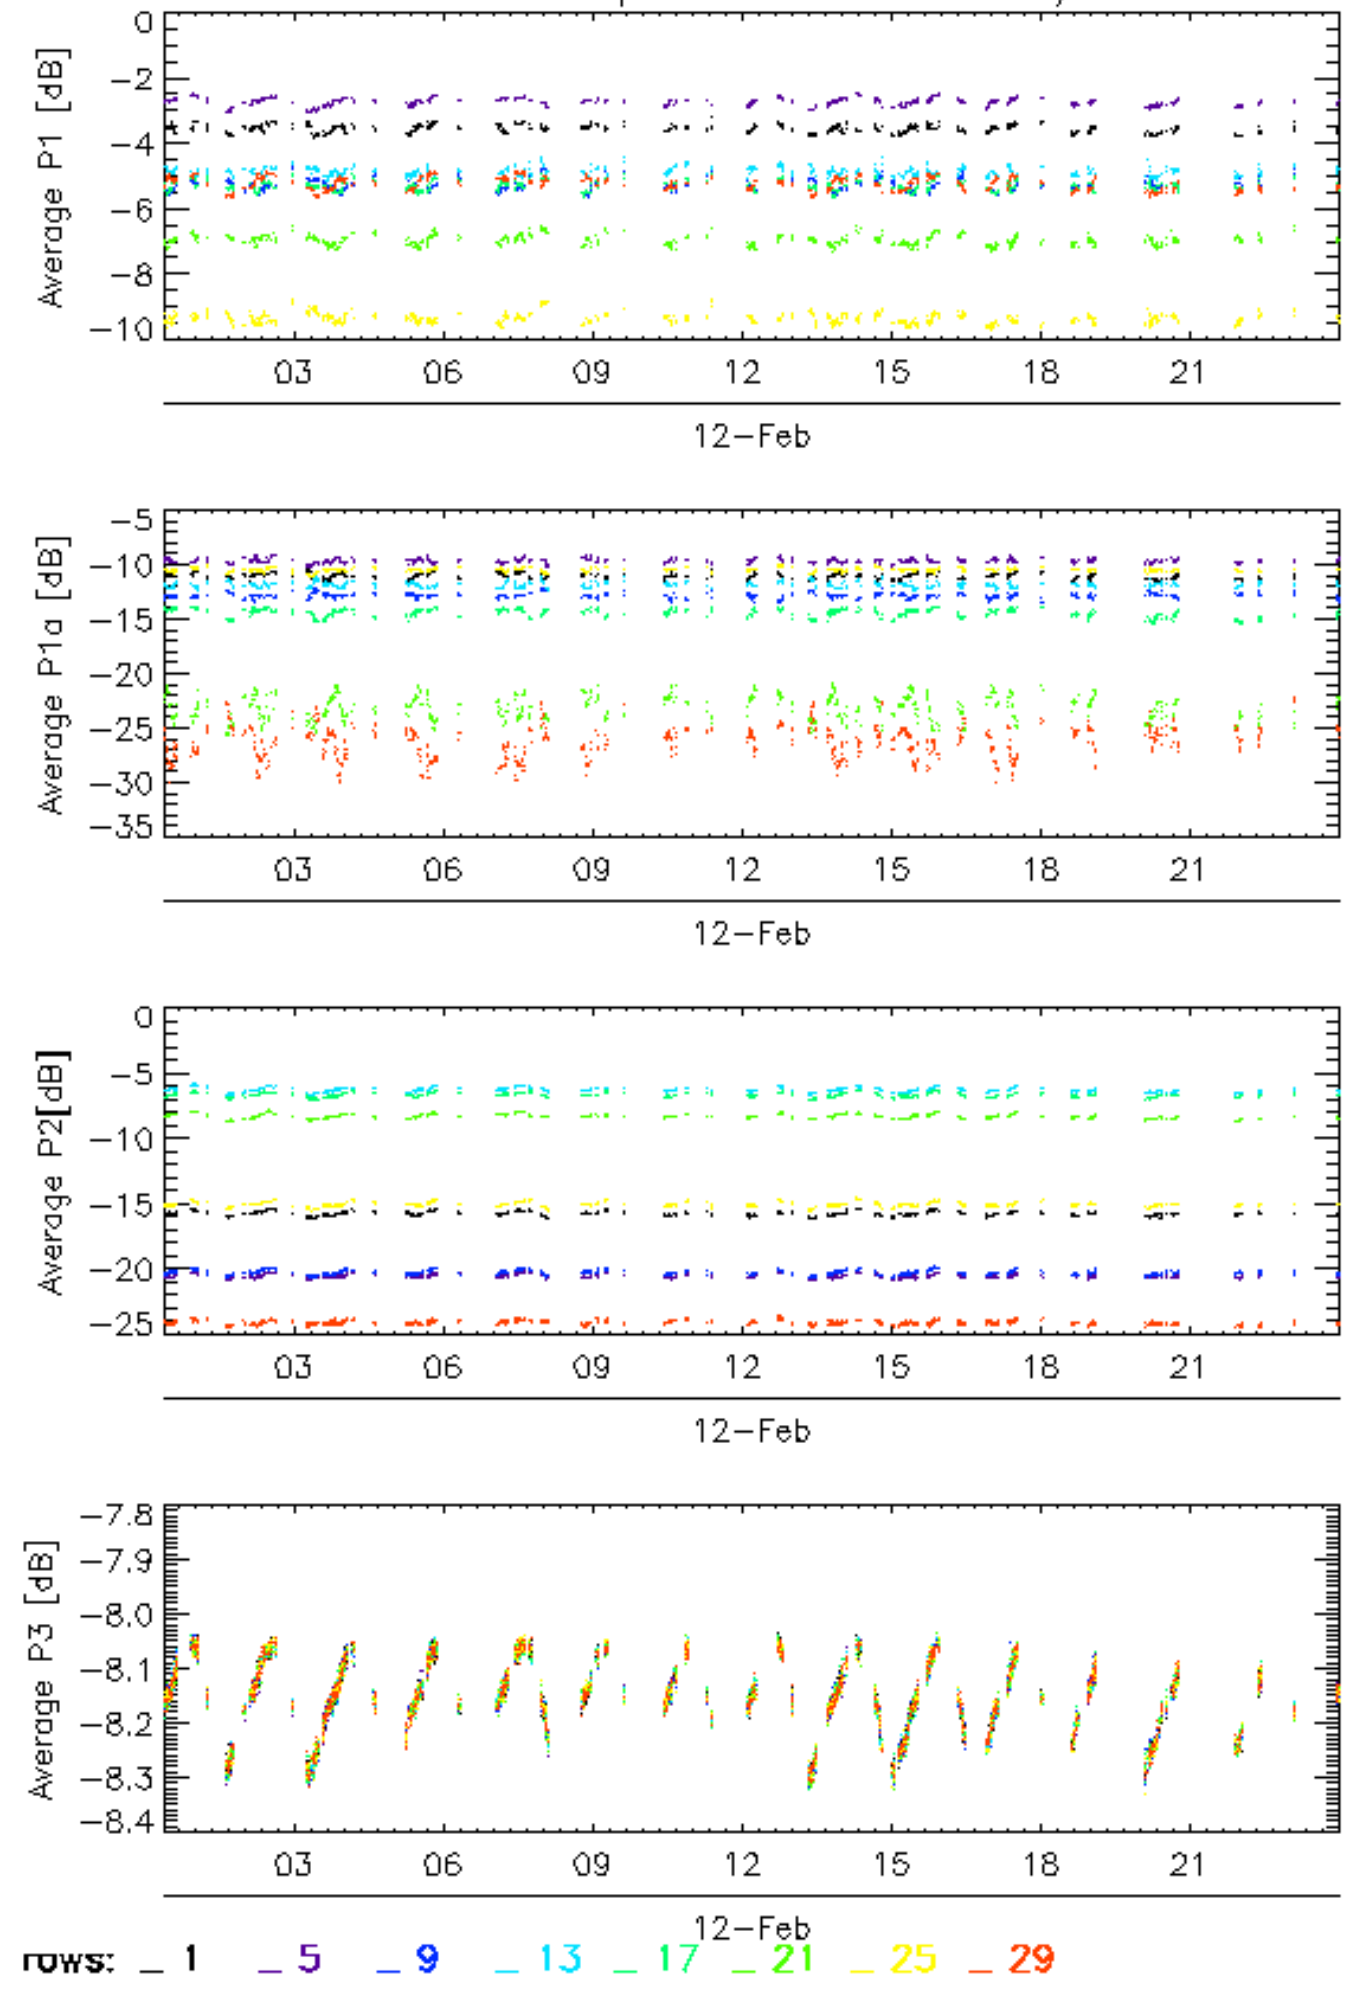 0
−2
−4
−6
−8
−10
Average P1 [dB]
03 06 09 12 15 18 21
12−Feb
−5
−10
−15
−20
−25
−30
−35
Average P1a [dB]
03 06 09 12 15 18 21
12−Feb
0
−5
−10
−15
−20
−25
Average P2[dB]
03 06 09 12 15 18 21
12−Feb
−7.8
−7.9
−8.0
−8.1
−8.2
−8.3
−8.4
Average P3 [dB]
03 06 09 12 15 18 21
12−Feb
rows: _ 1 _ 5 _ 9 _ 13 _ 17 _ 21 _ 25 _ 29